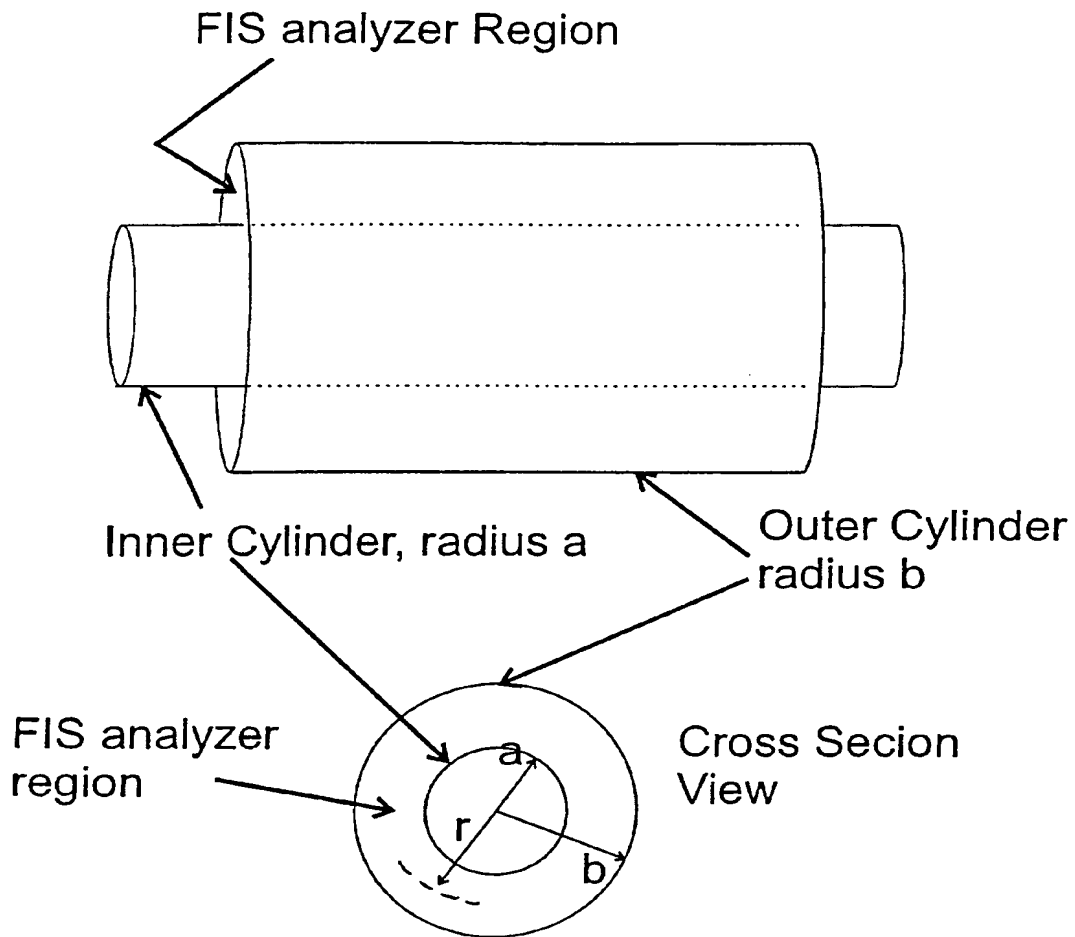 FIS analyzer Region
Inner Cylinder, radius a
Outer Cylinder
radius b
FIS analyzer
region
Cross Secion
View
a
r
b